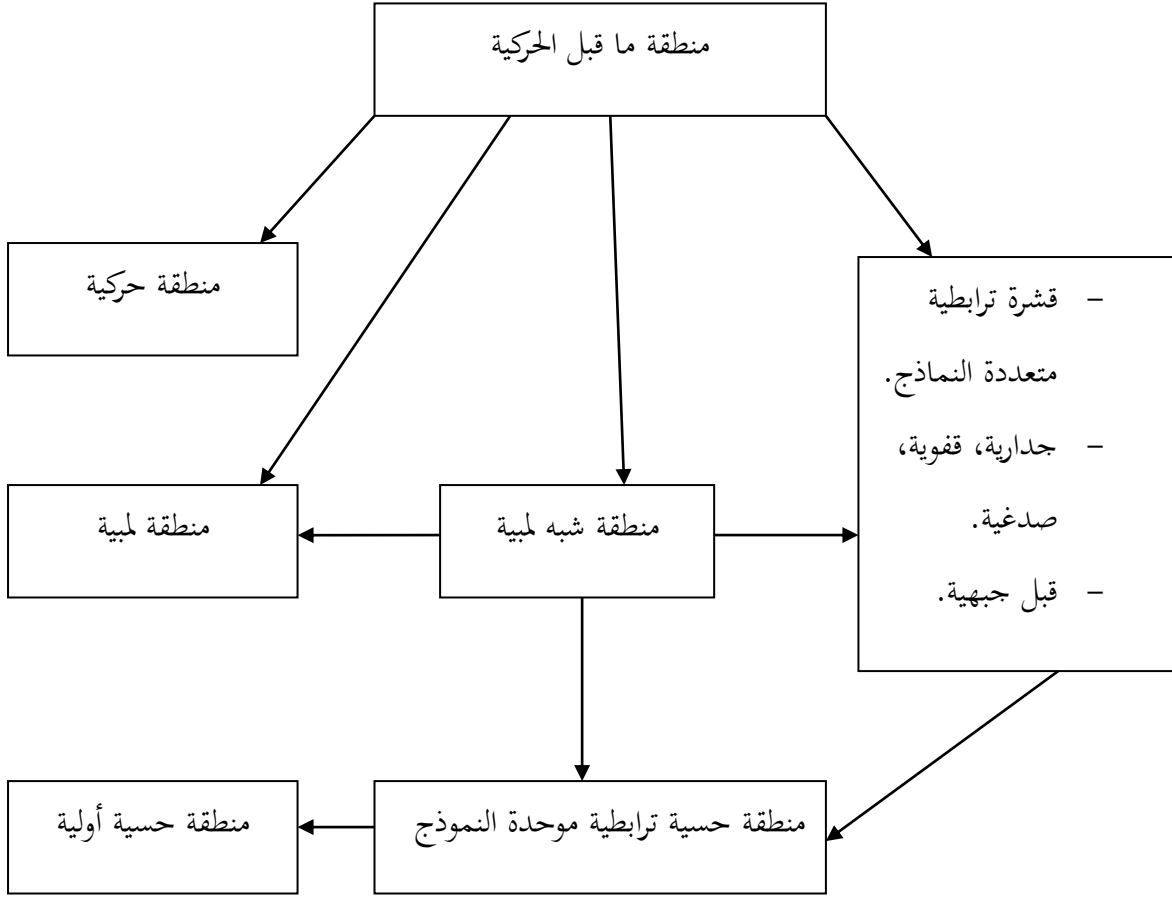 منطقة ما قبل الحركية
منطقة حركية
– قشرة ترابطية
متعددة النماذج.
– جدارية، قفوية،
صدغية.
– قبل جبهية.
منطقة شبه لمبية
منطقة لمبية
منطقة حسية ترابطية موحدة النموذج
منطقة حسية أولية